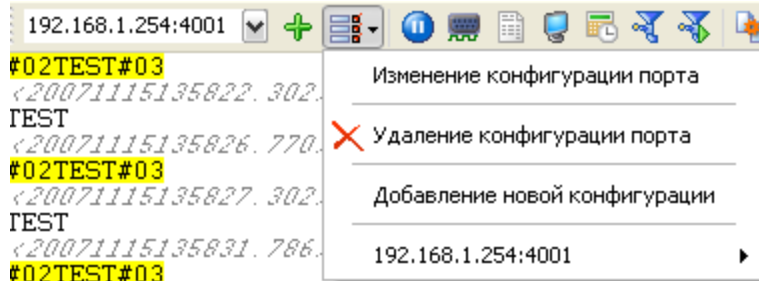 192.168.1.254:4001
#02TEST#03
<20071115135822.302.
TEST
<20071115135826.770.
#02TEST#03
<20071115135827.302.
TEST
<20071115135831.786.
#02TEST#03
Изменение конфигурации порта
Удаление конфигурации порта
Добавление новой конфигурации
192.168.1.254:4001